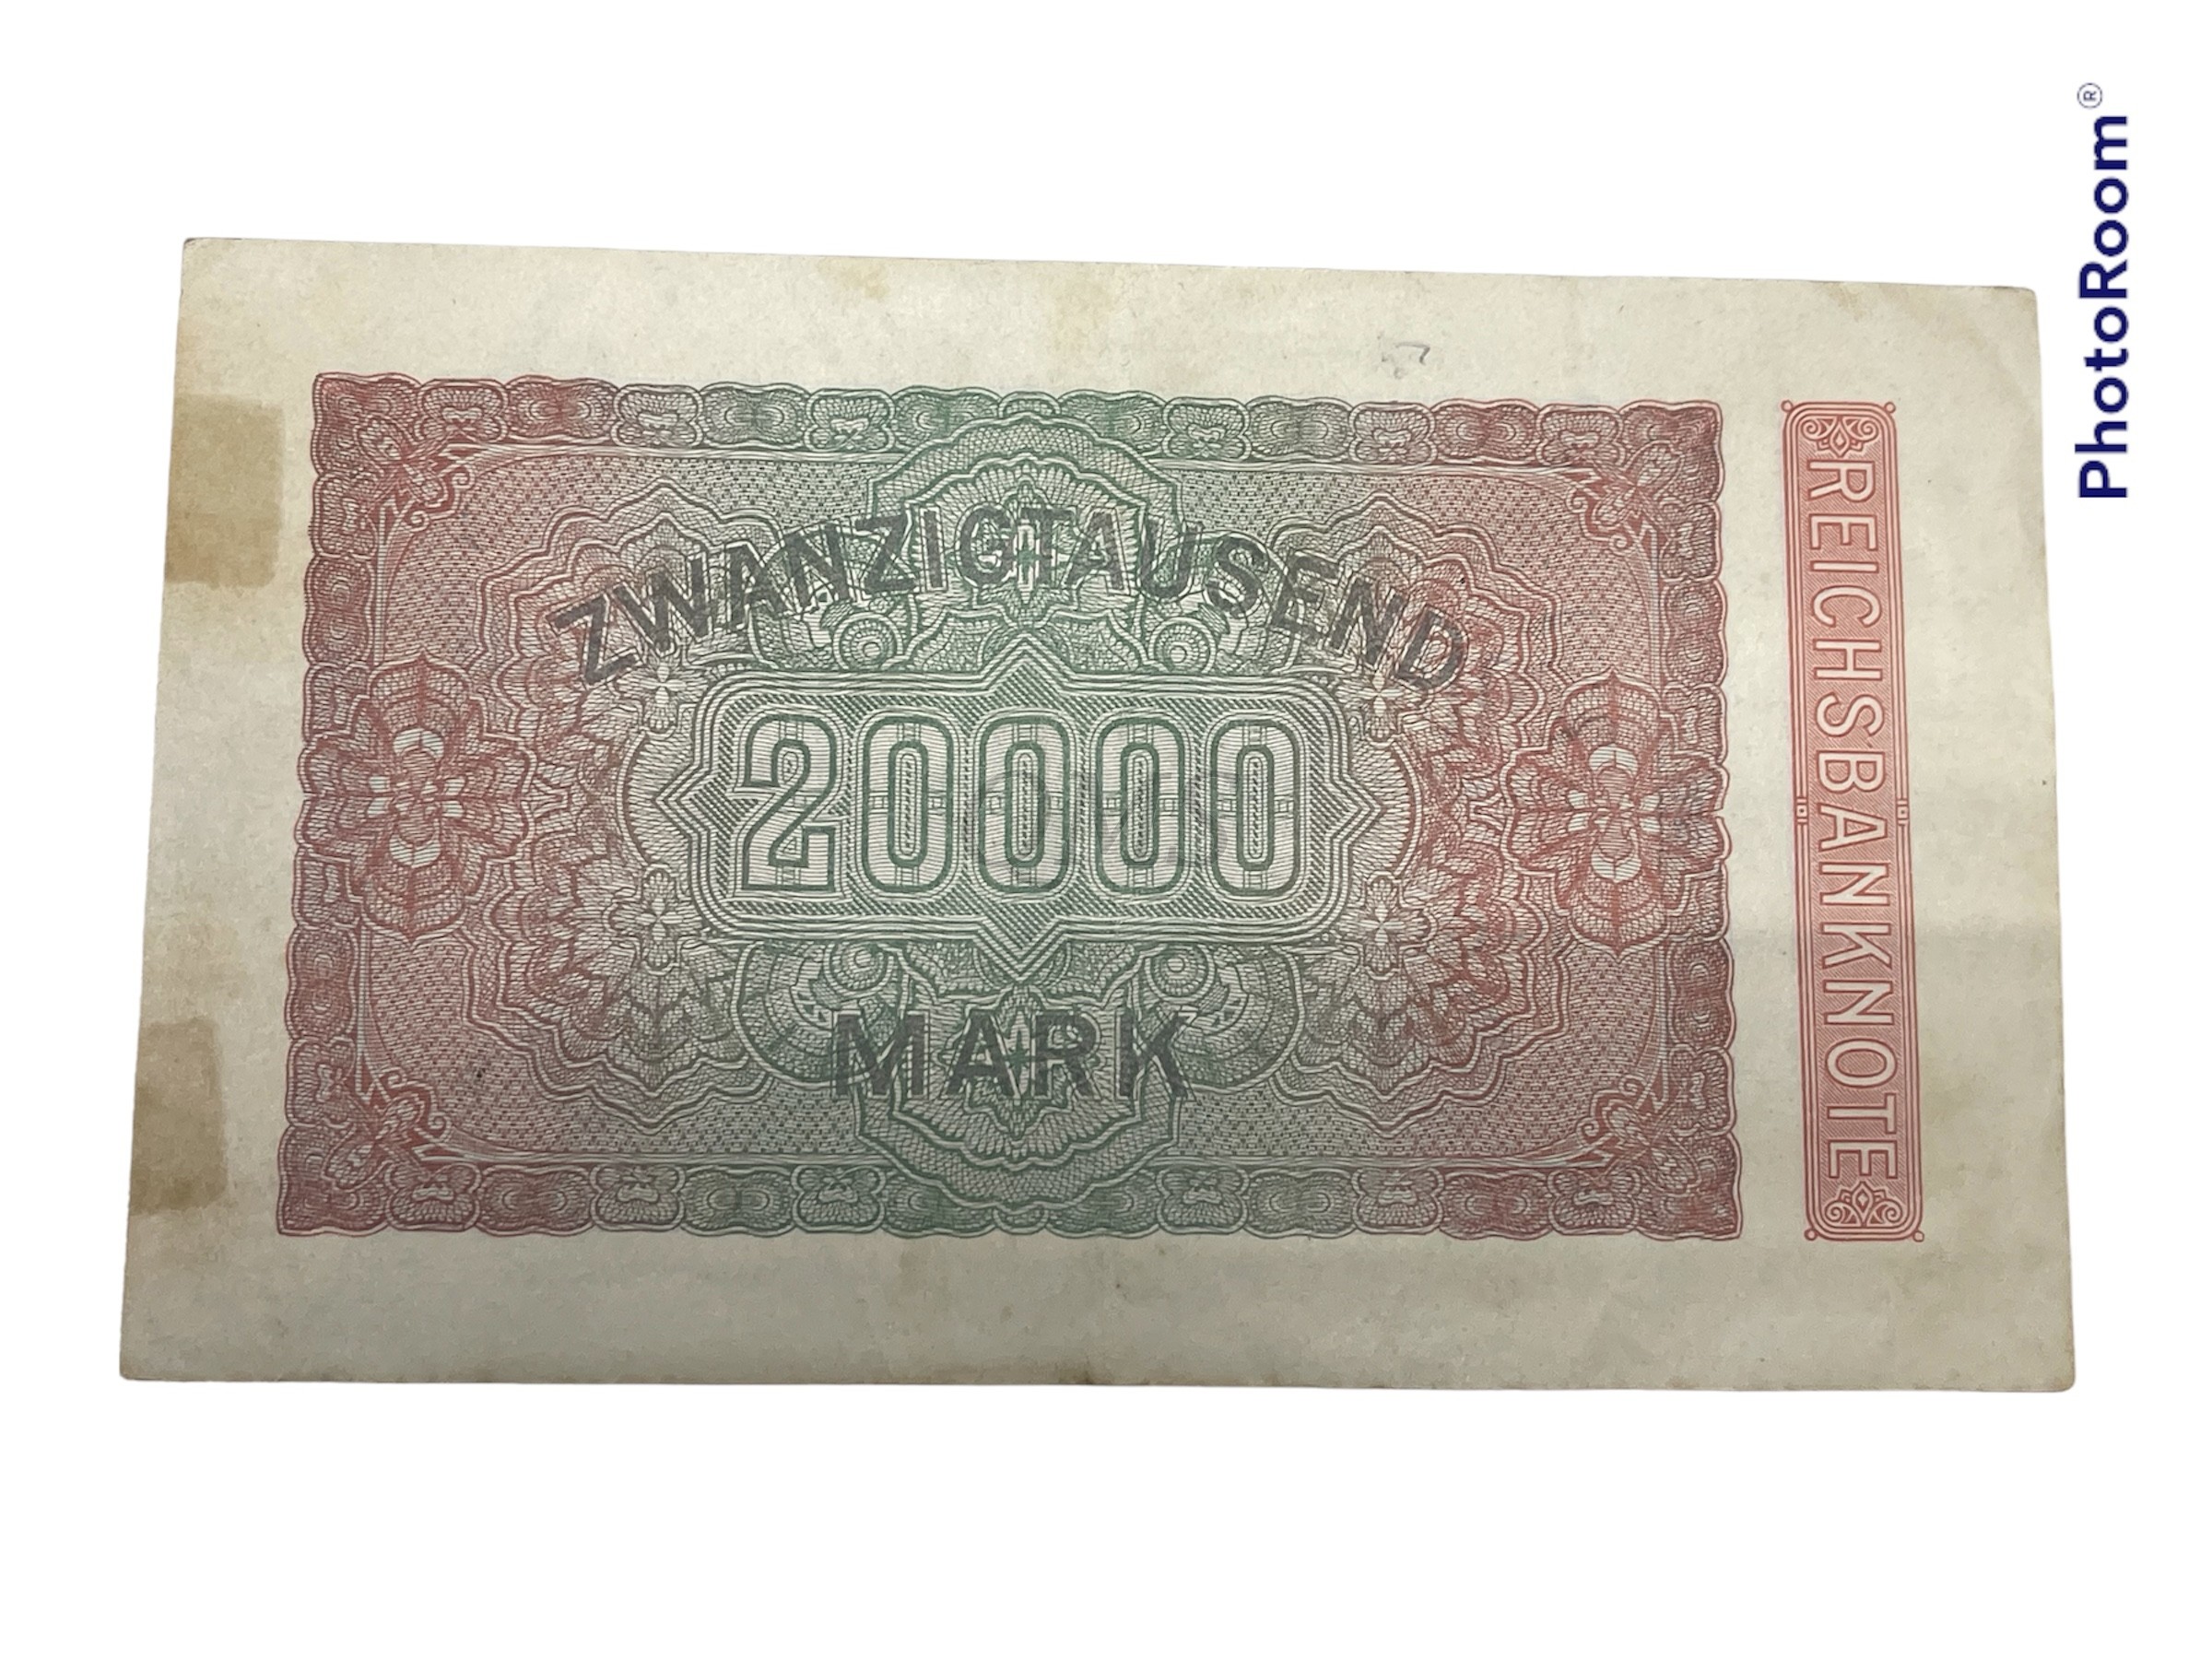 ZWANZIGTAUSEND
20000
MARK
REICHSBANKNOTE
PhotoRoom®